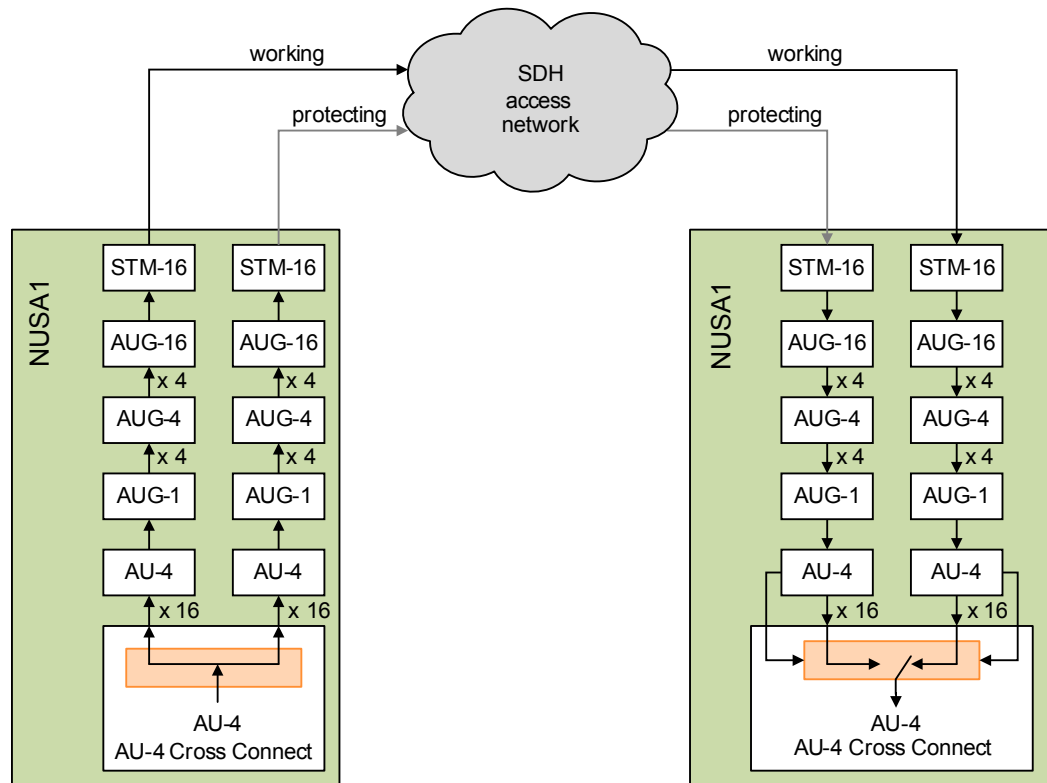 working
working
SDH
access
network
protecting
protecting
NUSA1
STM-16
STM-16
AUG-16
AUG-16
x 4
x 4
AUG-4
AUG-4
x 4
x 4
AUG-1
AUG-1
AU-4
AU-4
x 16
x 16
AU-4
AU-4 Cross Connect
NUSA1
STM-16
STM-16
AUG-16
AUG-16
x 4
x 4
AUG-4
AUG-4
x 4
x 4
AUG-1
AUG-1
AU-4
AU-4
x 16
x 16
AU-4
AU-4 Cross Connect